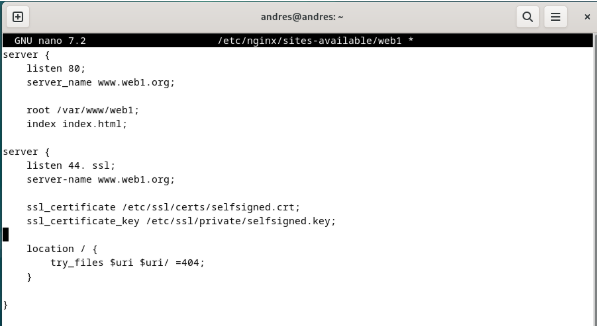 andres@andres: ~
GNU nano 7.2 /etc/nginx/sites-available/web1 *
server {
    listen 80;
    server_name www.web1.org;

    root /var/www/web1;
    index index.html;

server {
    listen 44. ssl;
    server-name www.web1.org;

    ssl_certificate /etc/ssl/certs/selfsigned.crt;
    ssl_certificate_key /etc/ssl/private/selfsigned.key;

    location / {
        try_files $uri $uri/ =404;
    }

}